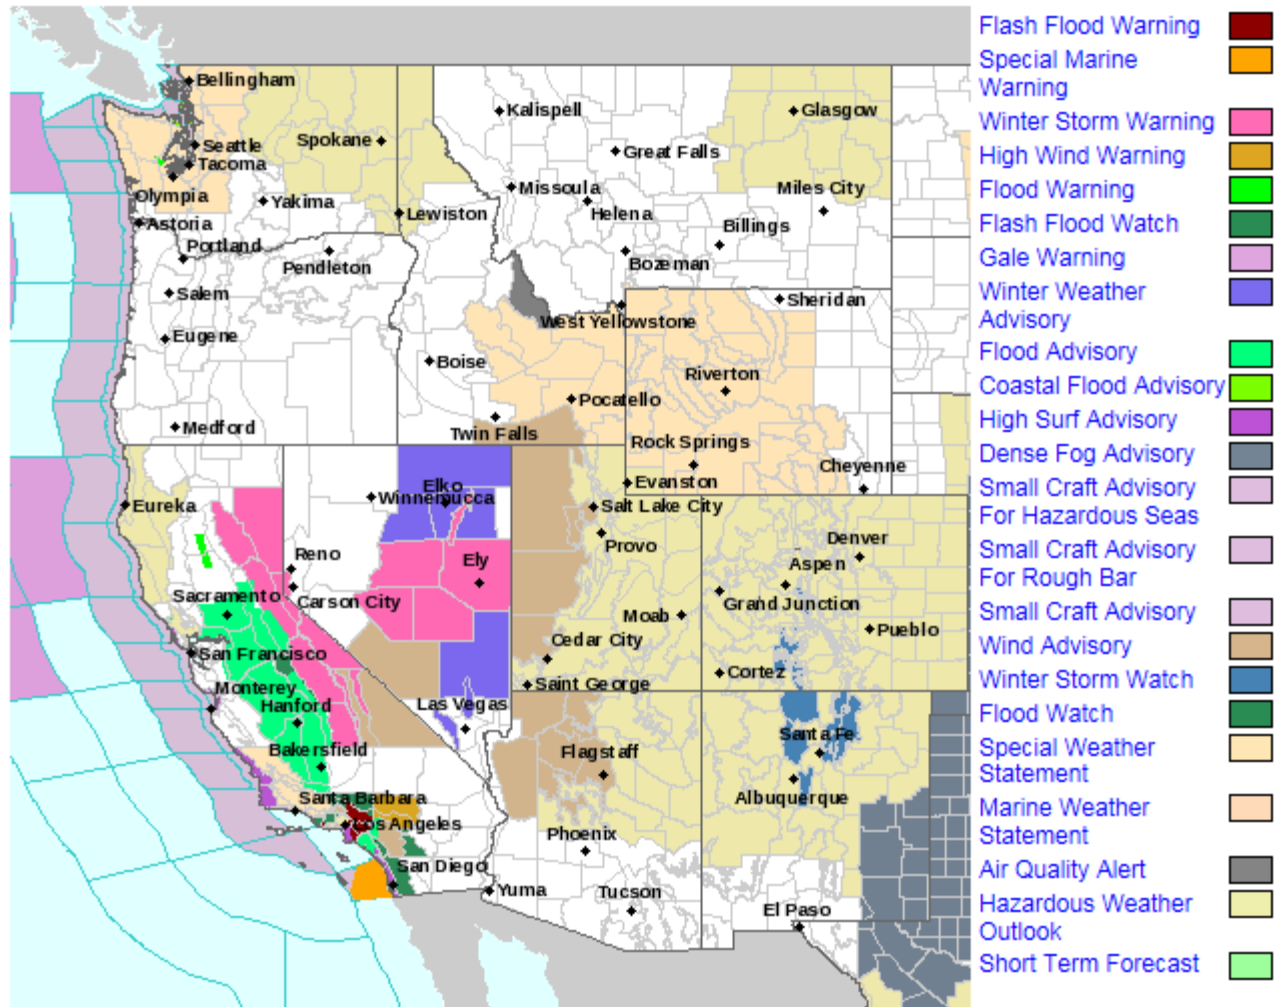 Bellingham
Seattle
Spokane
Tacoma
Olympia
Yakima
Astoria
Portland
Pendleton
Lewiston
Salem
Eugene
Medford
Kalispell
Great Falls
Glasgow
Missoula
Helena
Miles City
Billings
Bozeman
West Yellowstone
Sheridan
Boise
Riverton
Pocatello
Twin Falls
Rock Springs
Evanston
Cheyenne
Eureka
Elko
Winnemucca
Reno
Ely
Carson City
Salt Lake City
Provo
Denver
Aspen
Grand Junction
Moab
Pueblo
Sacramento
San Francisco
Cedar City
Saint George
Cortez
Monterey
Hanford
Las Vegas
Bakersfield
Flagstaff
Santa Fe
Albuquerque
Santa Barbara
Los Angeles
San Diego
Phoenix
Yuma
Tucson
El Paso
Flash Flood Warning
Special Marine
Warning
Winter Storm Warning
High Wind Warning
Flood Warning
Flash Flood Watch
Gale Warning
Winter Weather
Advisory
Flood Advisory
Coastal Flood Advisory
High Surf Advisory
Dense Fog Advisory
Small Craft Advisory
For Hazardous Seas
Small Craft Advisory
For Rough Bar
Small Craft Advisory
Wind Advisory
Winter Storm Watch
Flood Watch
Special Weather
Statement
Marine Weather
Statement
Air Quality Alert
Hazardous Weather
Outlook
Short Term Forecast